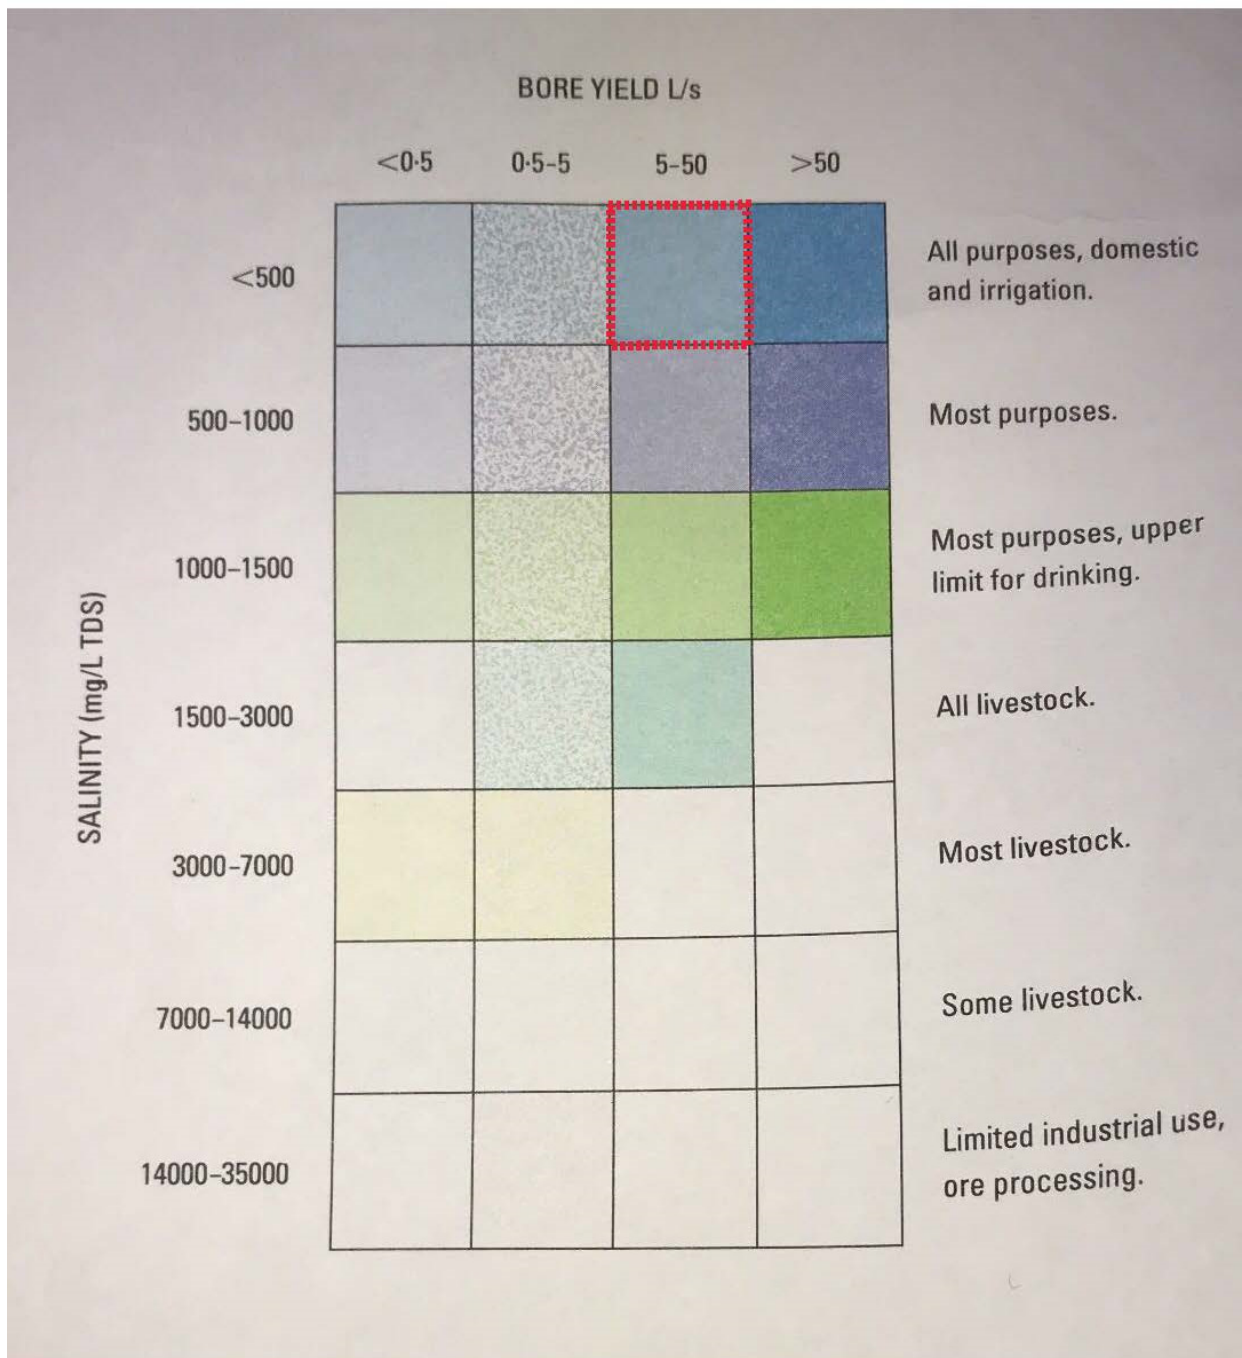 BORE YIELD L/s
<0·5 0·5–5 5–50 >50
<500
All purposes, domestic
and irrigation.
500–1000
Most purposes.
1000–1500
Most purposes, upper
limit for drinking.
SALINITY (mg/L TDS)
1500–3000
All livestock.
3000–7000
Most livestock.
7000–14000
Some livestock.
14000–35000
Limited industrial use,
ore processing.